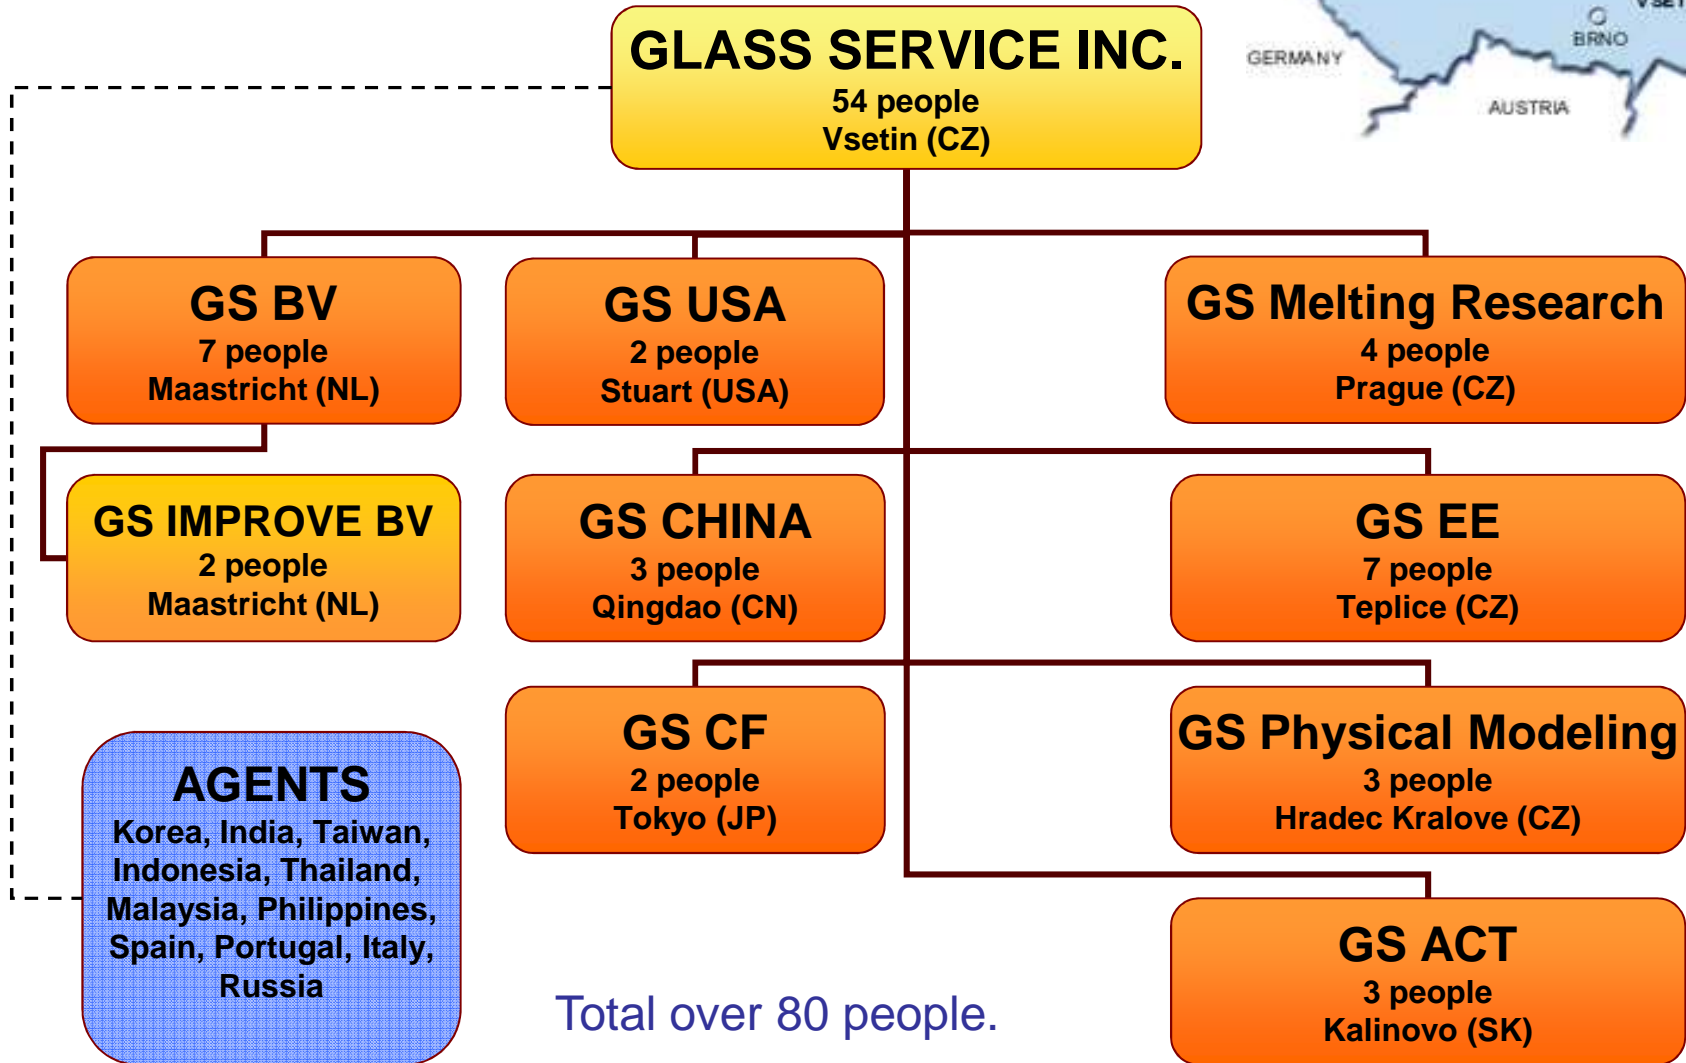 GLASS SERVICE INC.
54 people
Vsetin (CZ)
GERMANY
BRNO
AUSTRIA
GS BV
7 people
Maastricht (NL)
GS USA
2 people
Stuart (USA)
GS Melting Research
4 people
Prague (CZ)
GS IMPROVE BV
2 people
Maastricht (NL)
GS CHINA
3 people
Qingdao (CN)
GS EE
7 people
Teplice (CZ)
AGENTS
Korea, India, Taiwan,
Indonesia, Thailand,
Malaysia, Philippines,
Spain, Portugal, Italy,
Russia
GS CF
2 people
Tokyo (JP)
GS Physical Modeling
3 people
Hradec Kralove (CZ)
GS ACT
3 people
Kalinovo (SK)
Total over 80 people.